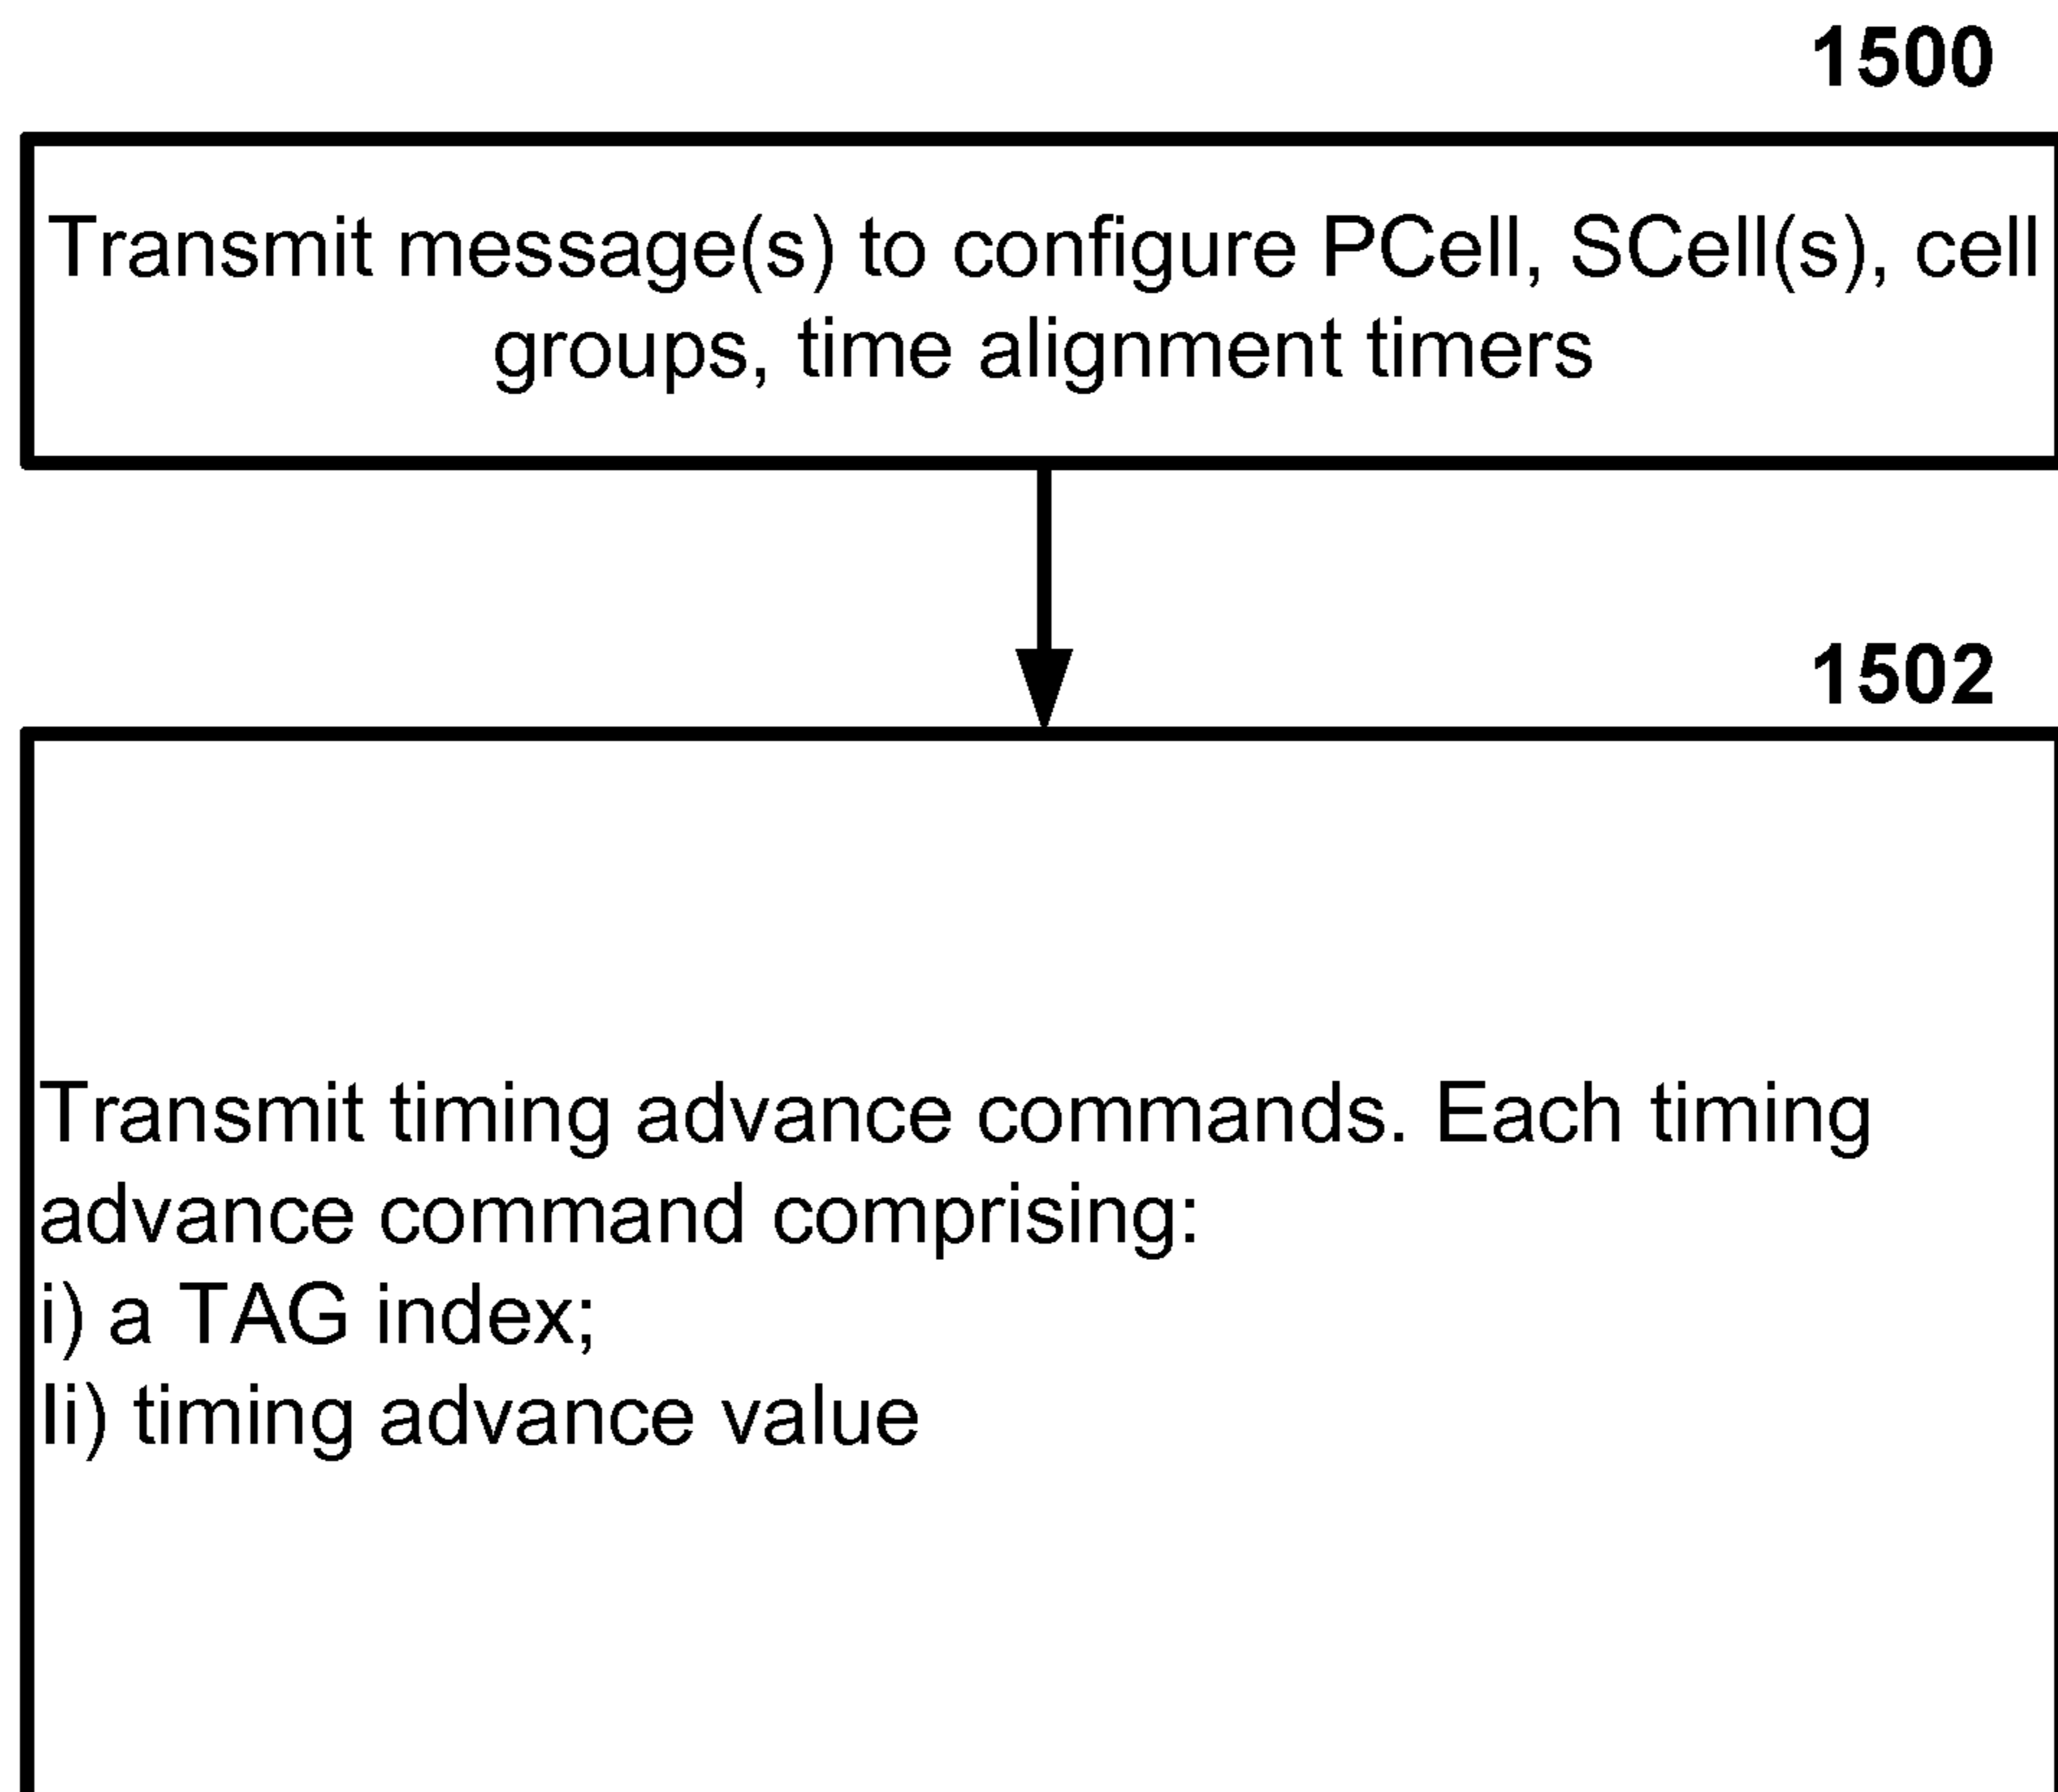 1500
Transmit message(s) to configure PCell, SCell(s), cell
groups, time alignment timers
1502
Transmit timing advance commands. Each timing
advance command comprising:
i) a TAG index;
Ii) timing advance value